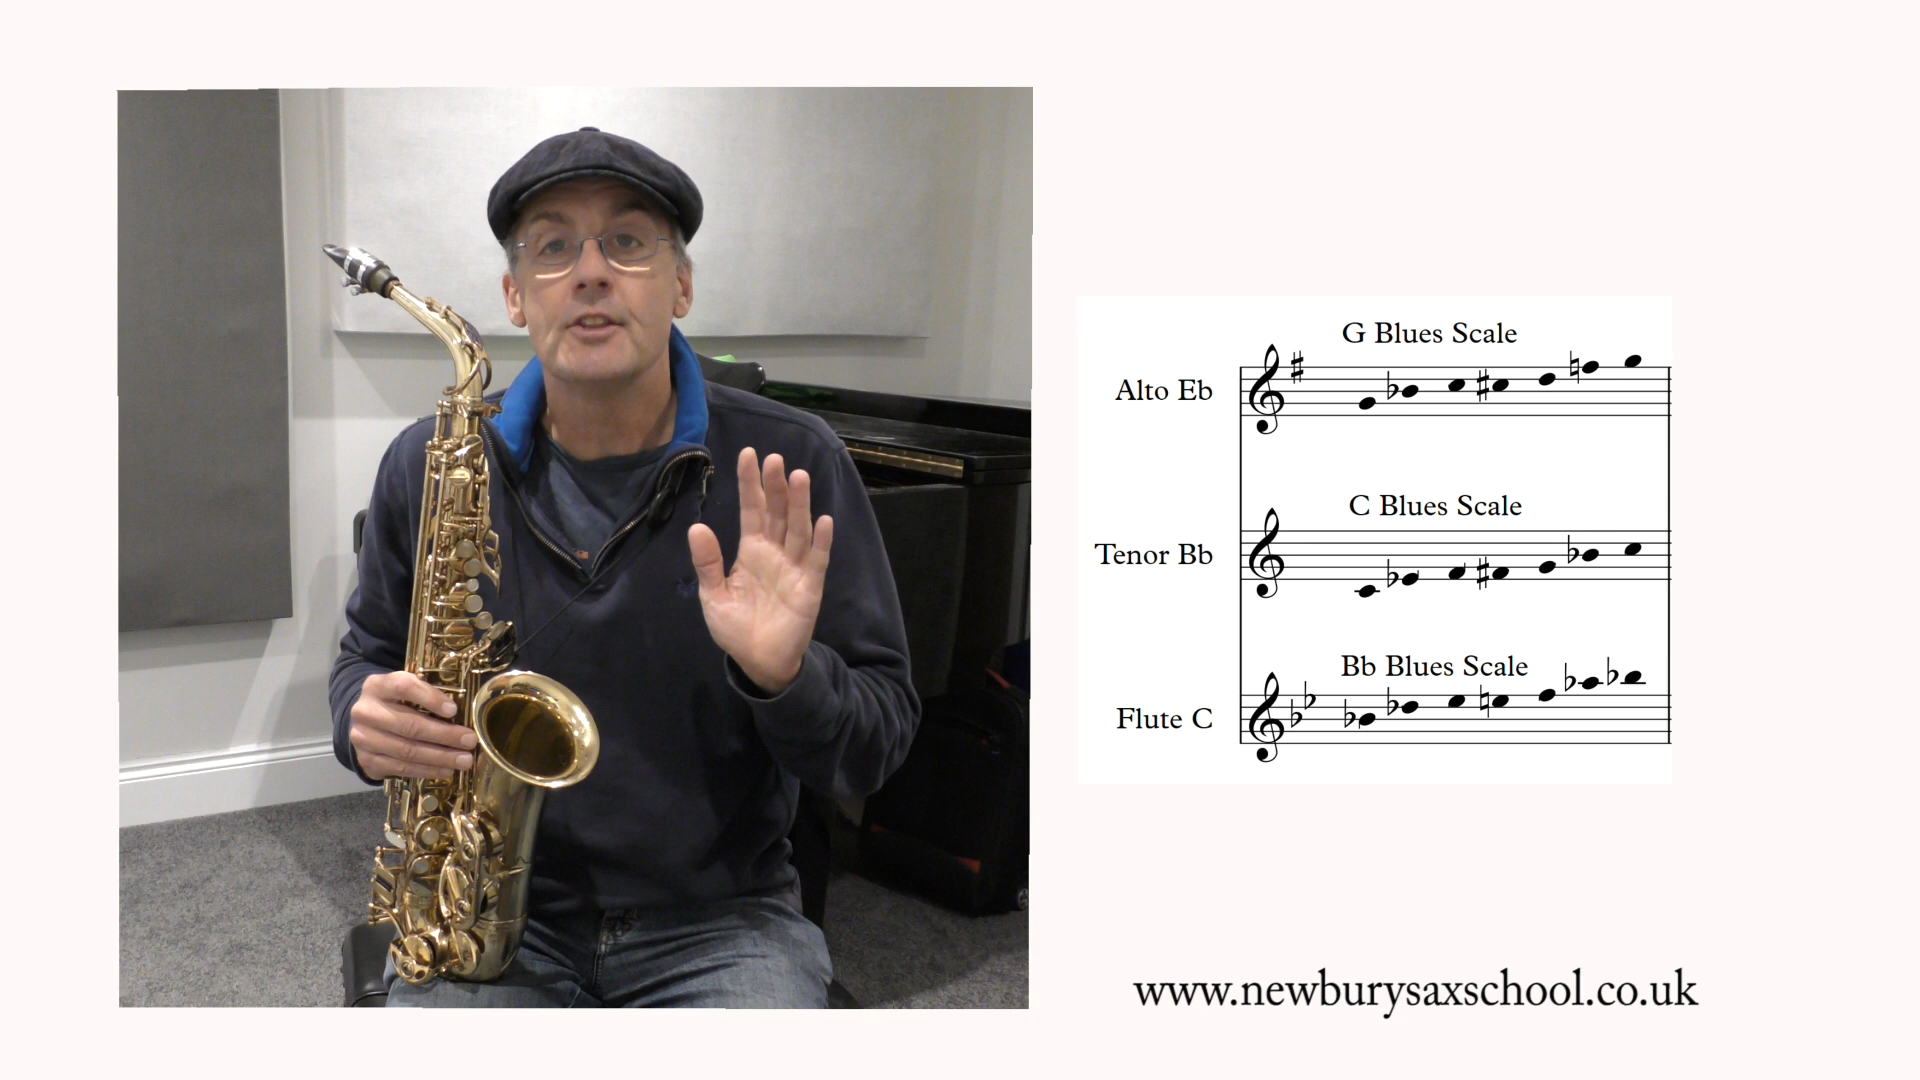 G Blues Scale
Alto Eb
C Blues Scale
Tenor Bb
Bb Blues Scale
Flute C
www.newburysaxschool.co.uk